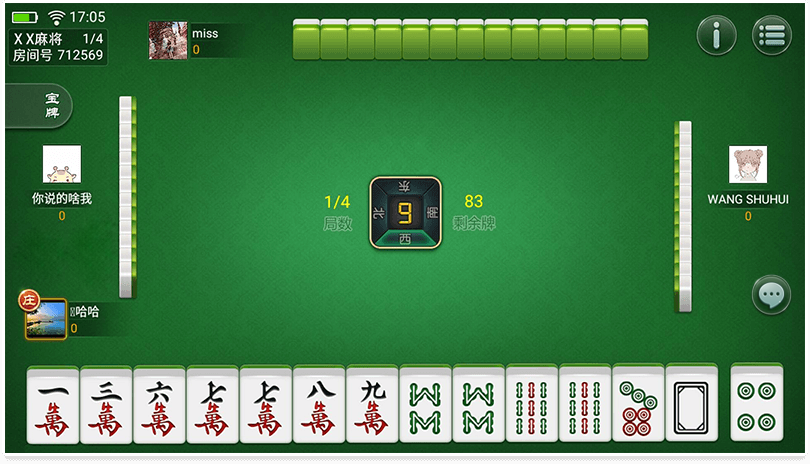 17:05
X X麻将 1/4
房间号 712569
miss
0
宝牌
你说的啥我
0
WANG SHUHUI
0
1/4
局数
东
北
9
南
西
83
剩余牌
庄
哈哈
0
一 三 六 七 七 八 九
萬 萬 萬 萬 萬 萬 萬